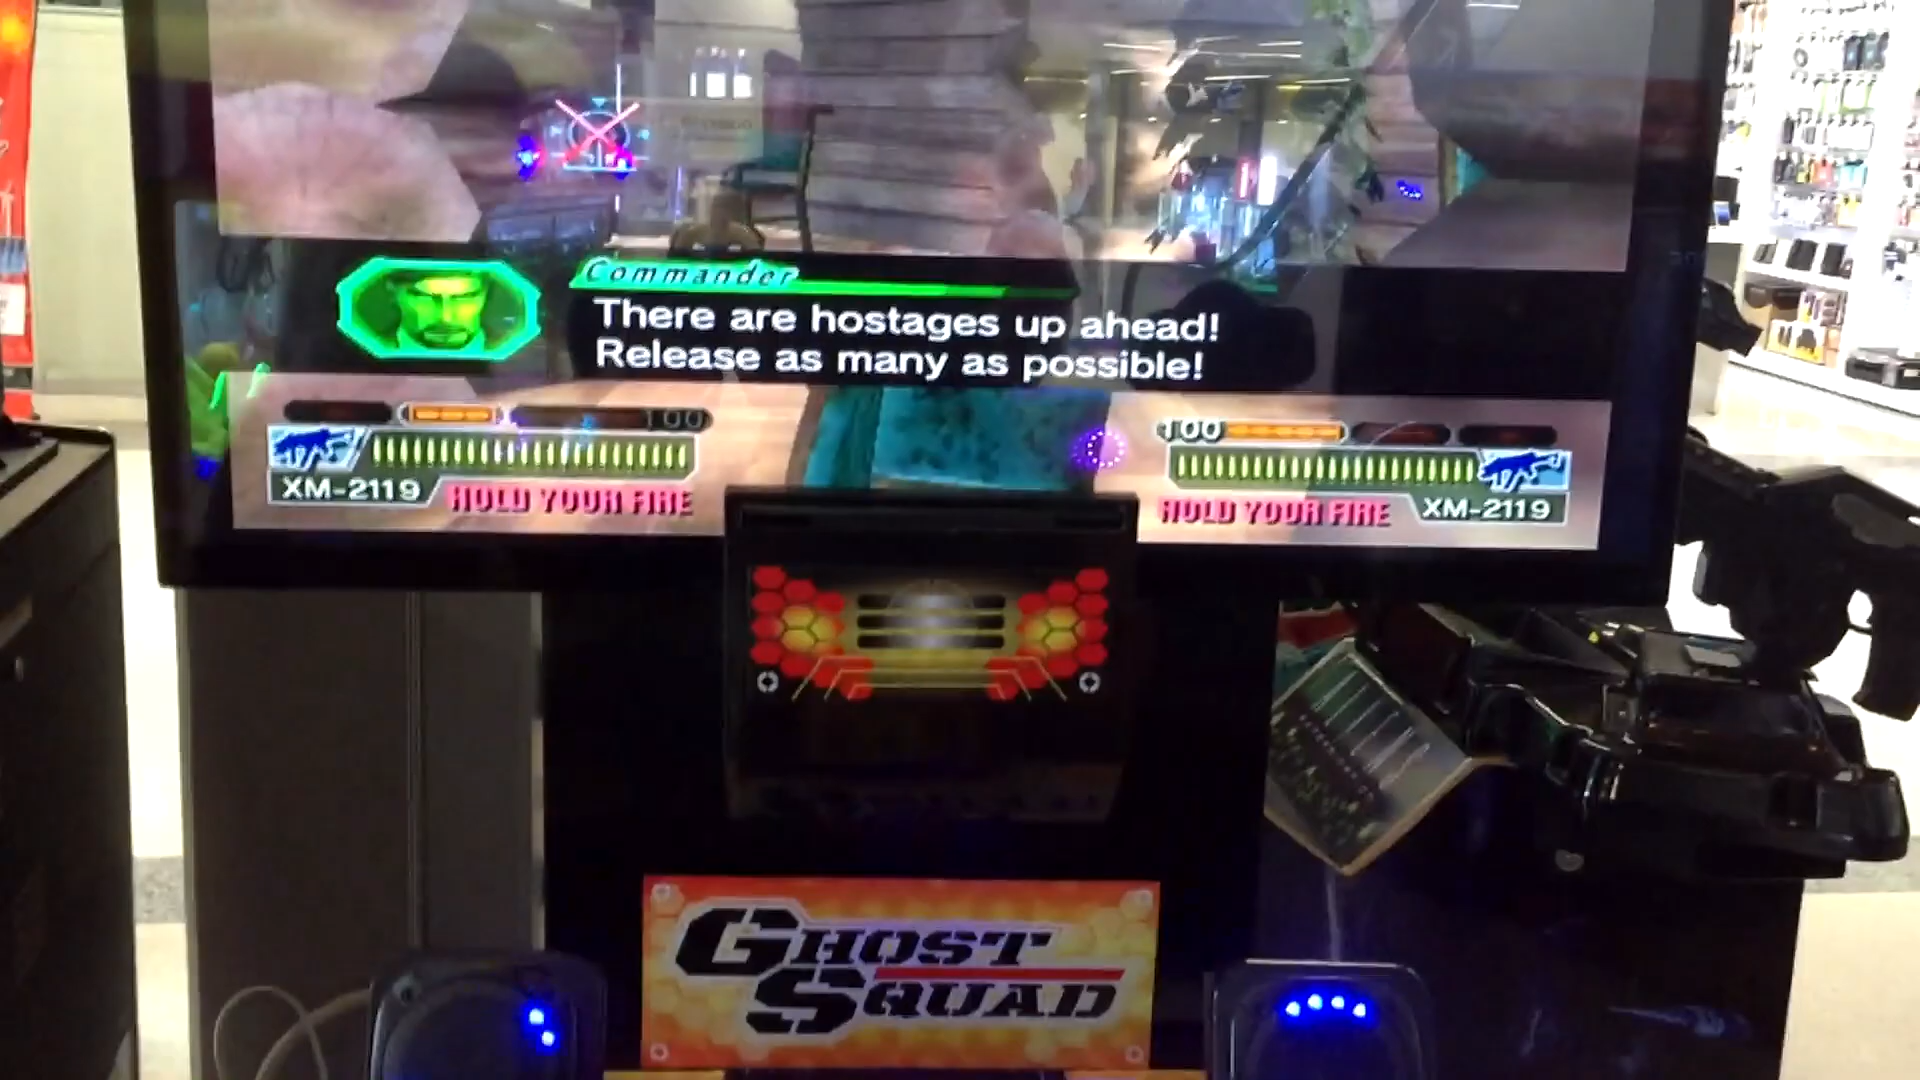 Commander
There are hostages up ahead!
Release as many as possible!
100
100
XM-2119
HOLD YOUR FIRE
HOLD YOUR FIRE
XM-2119
GHOST
SQUAD